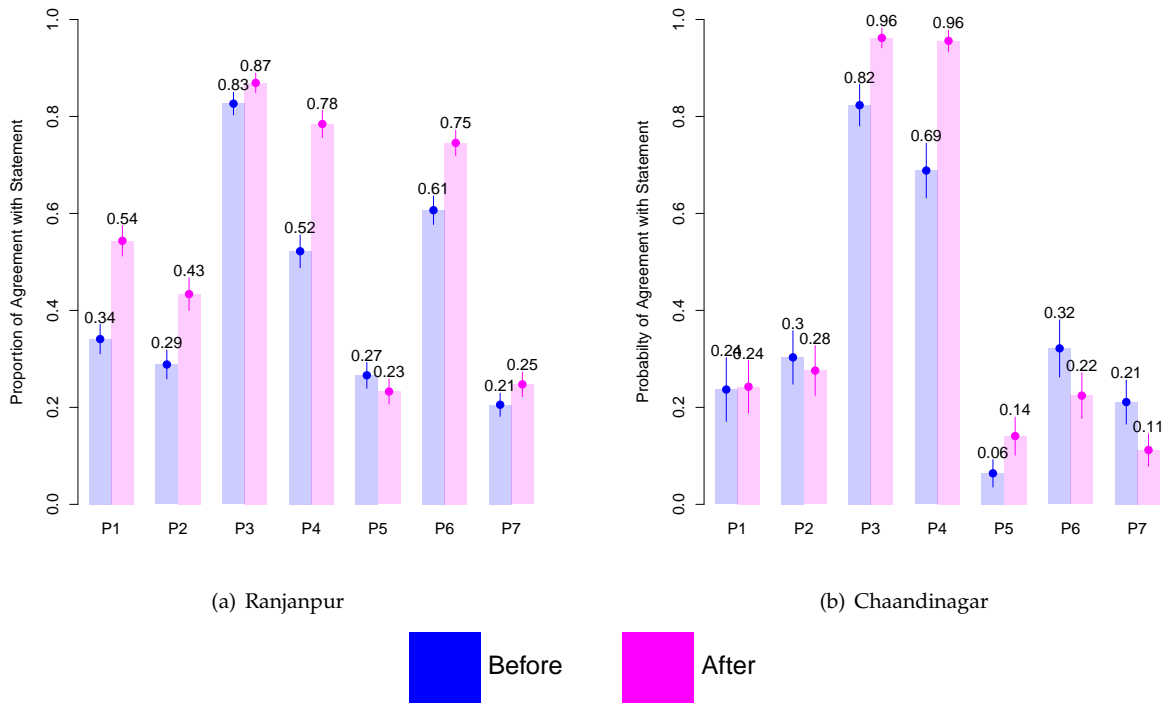 Proportion of Agreement with Statement
0.0 0.2 0.4 0.6 0.8 1.0
0.34 0.54 0.29 0.43 0.83 0.87 0.52 0.78 0.27 0.23 0.61 0.75 0.21 0.25
P1 P2 P3 P4 P5 P6 P7
(a) Ranjanpur
Probabilty of Agreement with Statement
0.0 0.2 0.4 0.6 0.8 1.0
0.24 0.24 0.3 0.28 0.82 0.96 0.69 0.96 0.06 0.14 0.32 0.22 0.21 0.11
P1 P2 P3 P4 P5 P6 P7
(b) Chaandinagar
Before After